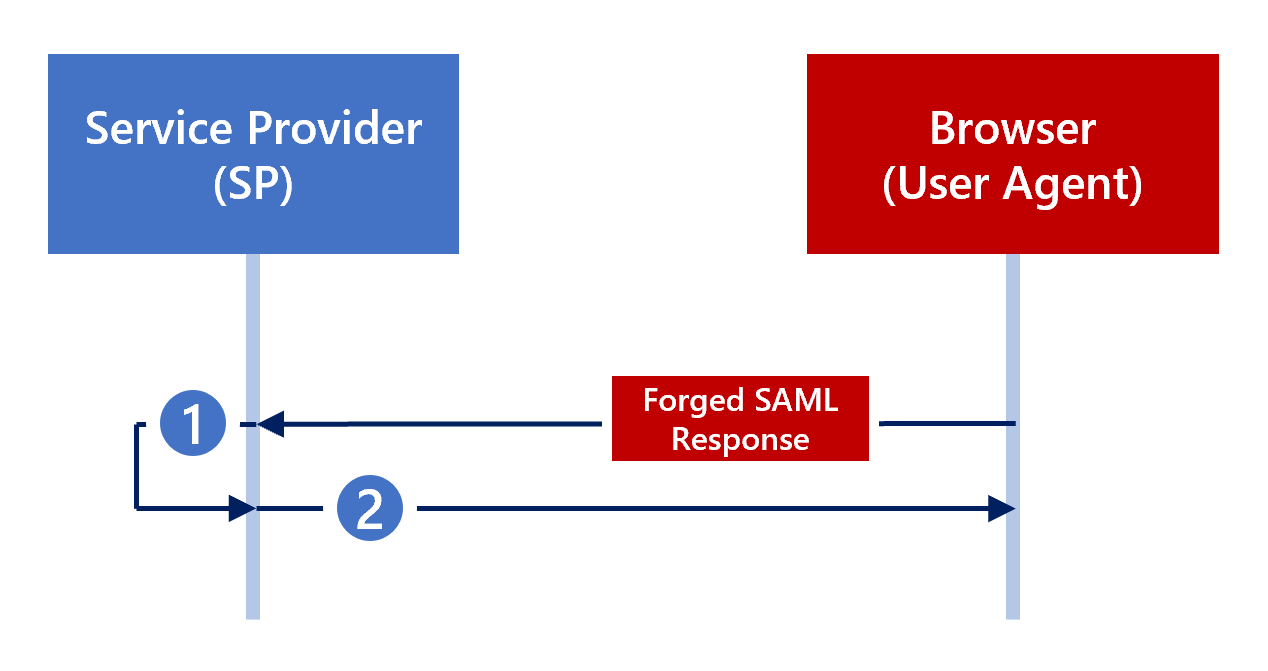 Service Provider
(SP)
Browser
(User Agent)
Forged SAML
Response
1
2